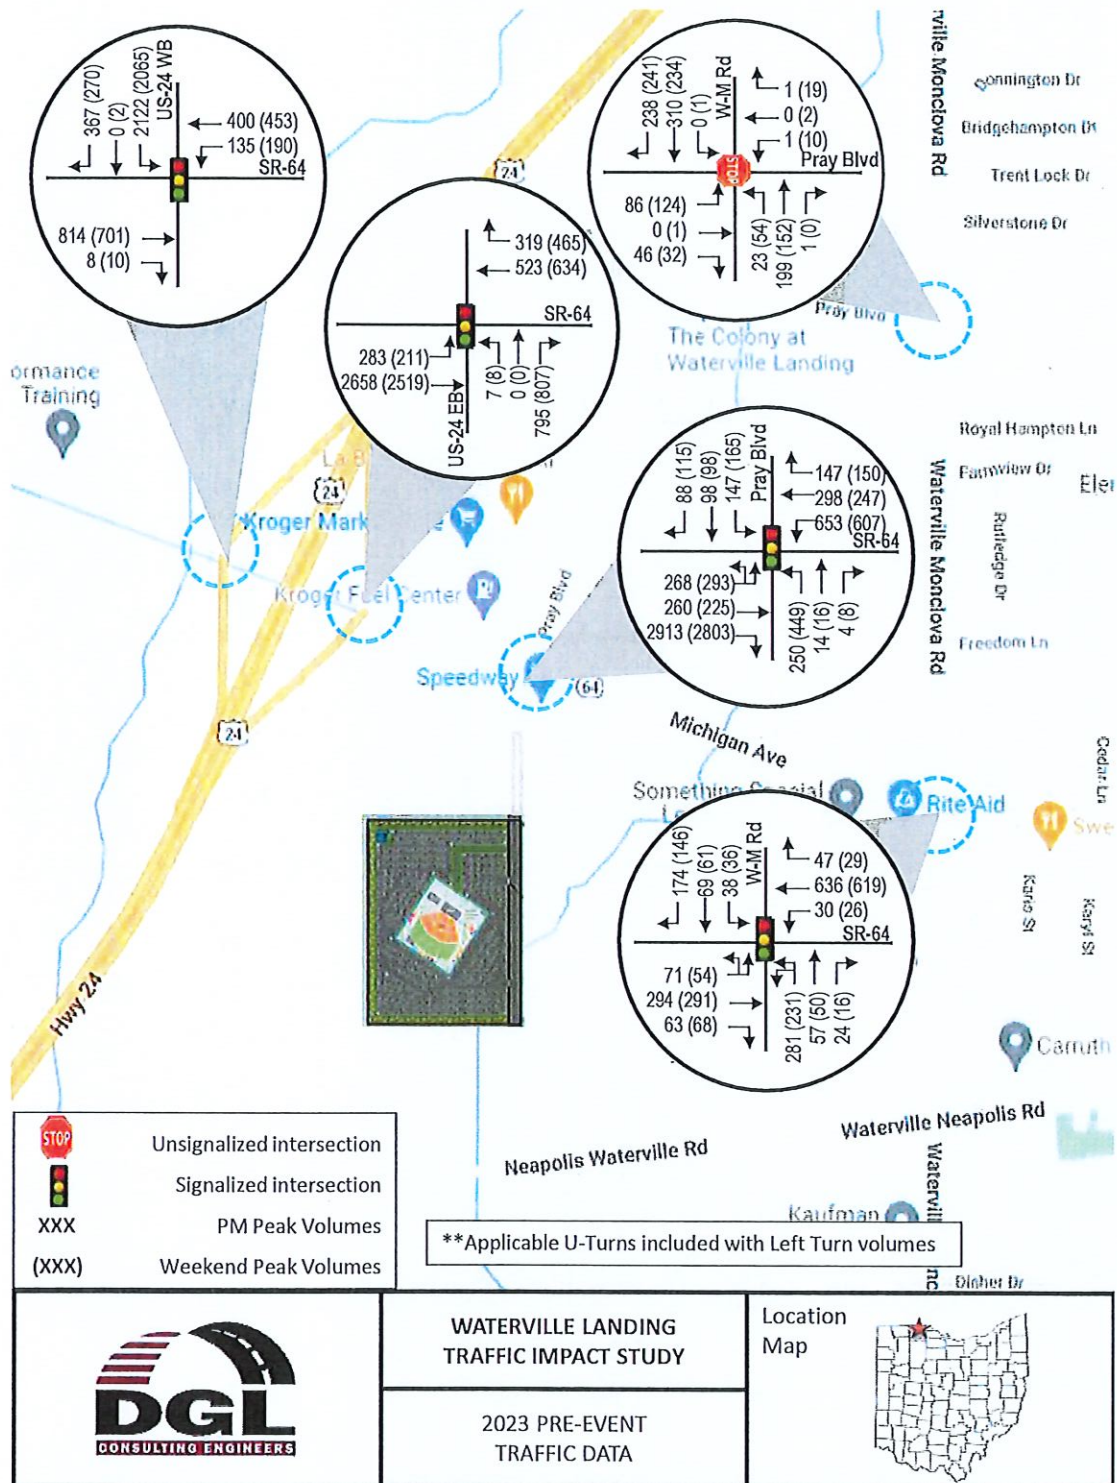 367 (270)
0 (2)
2122 (2065)
US-24 WB
400 (453)
135 (190)
SR-64
814 (701)
8 (10)
24
319 (465)
523 (634)
SR-64
283 (211)
2658 (2519)
US-24 EB
7 (8)
0 (0)
795 (807)
238 (241)
310 (234)
0 (1)
W-M Rd
1 (19)
0 (2)
1 (10)
Pray Blvd
STOP
86 (124)
0 (1)
46 (32)
23 (54)
199 (152)
1 (0)
ville Monclova Rd
onnington Dr
Bridgehampton Dr
Trent Lock Dr
Silverstone Dr
Pray Blvd
The Colony at
Waterville Landing
ormance
Training
24
Kroger Mark
e
Kroger Fuel Center
Pray Blvd
Speedway
64
24
88 (115)
98 (98)
147 (165)
Pray Blvd
147 (150)
298 (247)
653 (607)
SR-64
268 (293)
260 (225)
2913 (2803)
250 (449)
14 (16)
4 (8)
Royal Hampton Ln
Farnview Dr
Waterville Monclova Rd
Rutledge Dr
Freedom Ln
Michigan Ave
Cedar Ln
Something
Rite Aid
Swe
Karyl St
174 (146)
69 (61)
38 (36)
W-M Rd
47 (29)
636 (619)
30 (26)
SR-64
71 (54)
294 (291)
63 (68)
281 (231)
57 (50)
24 (16)
Hwy 24
Carruth
Waterville Neapolis Rd
Neapolis Waterville Rd
Kaufman
Disher Dr
STOP
Unsignalized intersection
Signalized intersection
XXX
PM Peak Volumes
(XXX)
Weekend Peak Volumes
**Applicable U-Turns included with Left Turn volumes
DGL
CONSULTING ENGINEERS
WATERVILLE LANDING
TRAFFIC IMPACT STUDY
2023 PRE-EVENT
TRAFFIC DATA
Location
Map